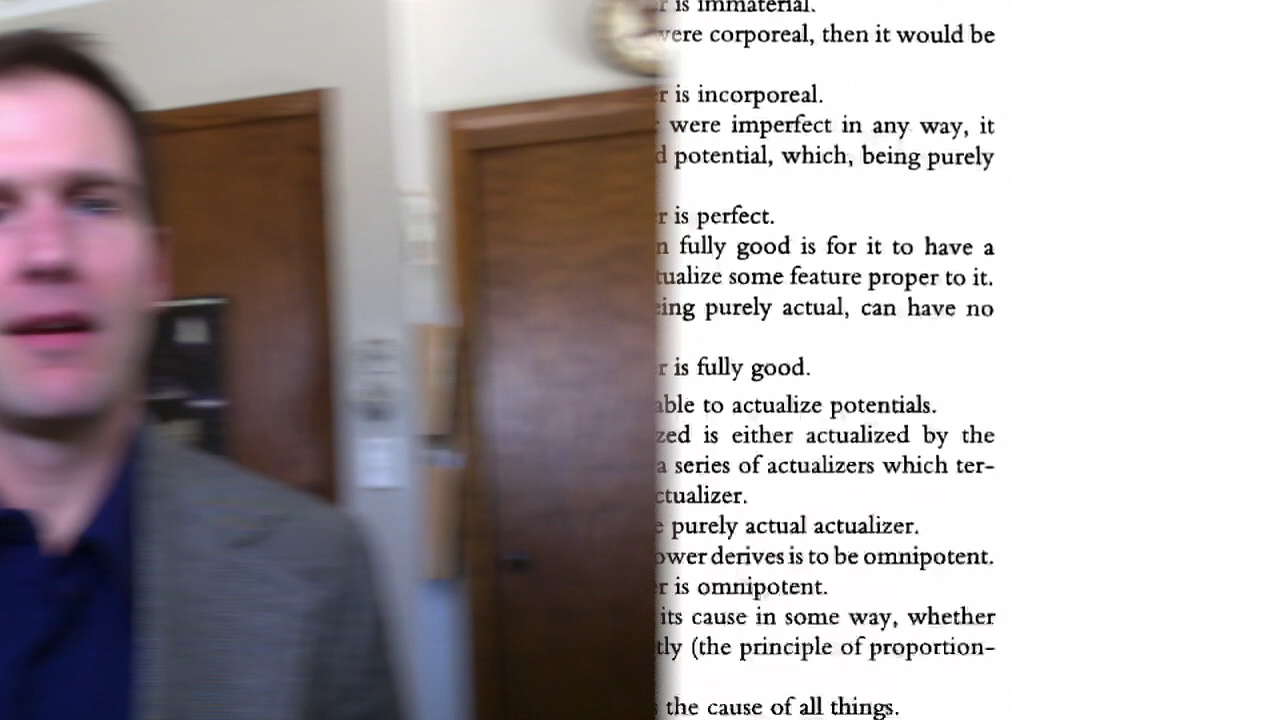 is immaterial.
were corporeal, then it would be
is incorporeal.
were imperfect in any way, it
potential, which, being purely
is perfect.
fully good is for it to have a
tualize some feature proper to it.
being purely actual, can have no
is fully good.
able to actualize potentials.
zed is either actualized by the
a series of actualizers which ter-
ctualizer.
purely actual actualizer.
ower derives is to be omnipotent.
is omnipotent.
its cause in some way, whether
tly (the principle of proportion-
the cause of all things.